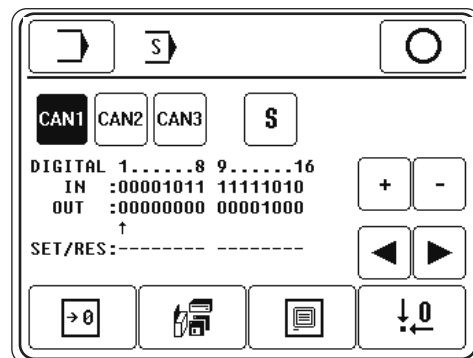 S
CAN1 CAN2 CAN3 S
DIGITAL 1......8 9......16
IN :00001011 11111010
OUT :00000000 00001000
↑
SET/RES:-------- --------
+ -
→0
0